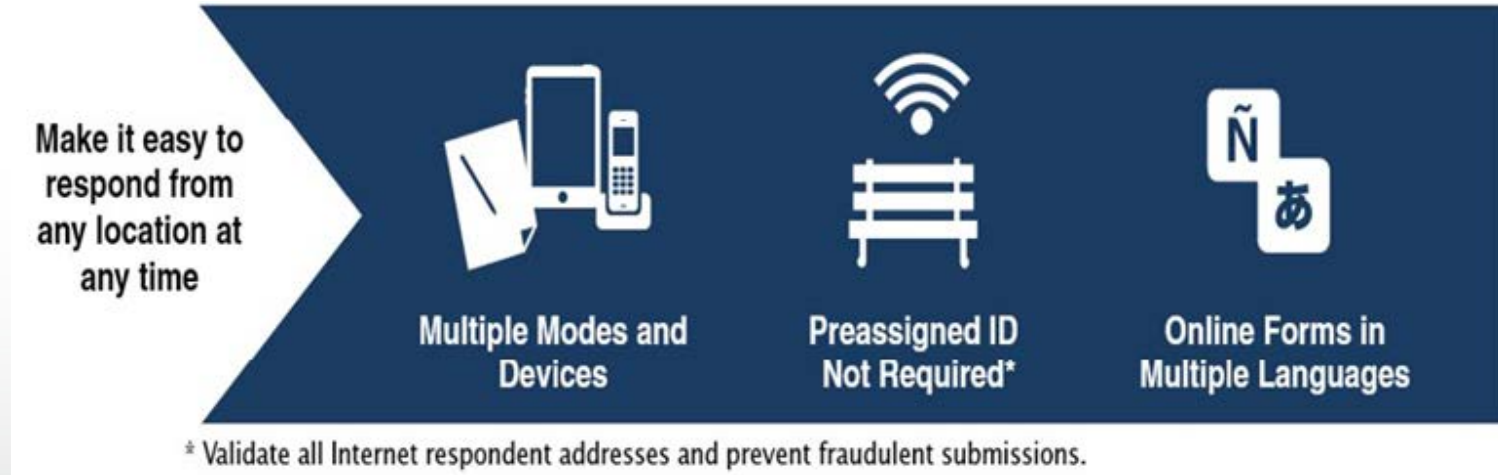 Make it easy to
respond from
any location at
any time
Ñ
あ
Multiple Modes and
Devices
Preassigned ID
Not Required*
Online Forms in
Multiple Languages
* Validate all Internet respondent addresses and prevent fraudulent submissions.